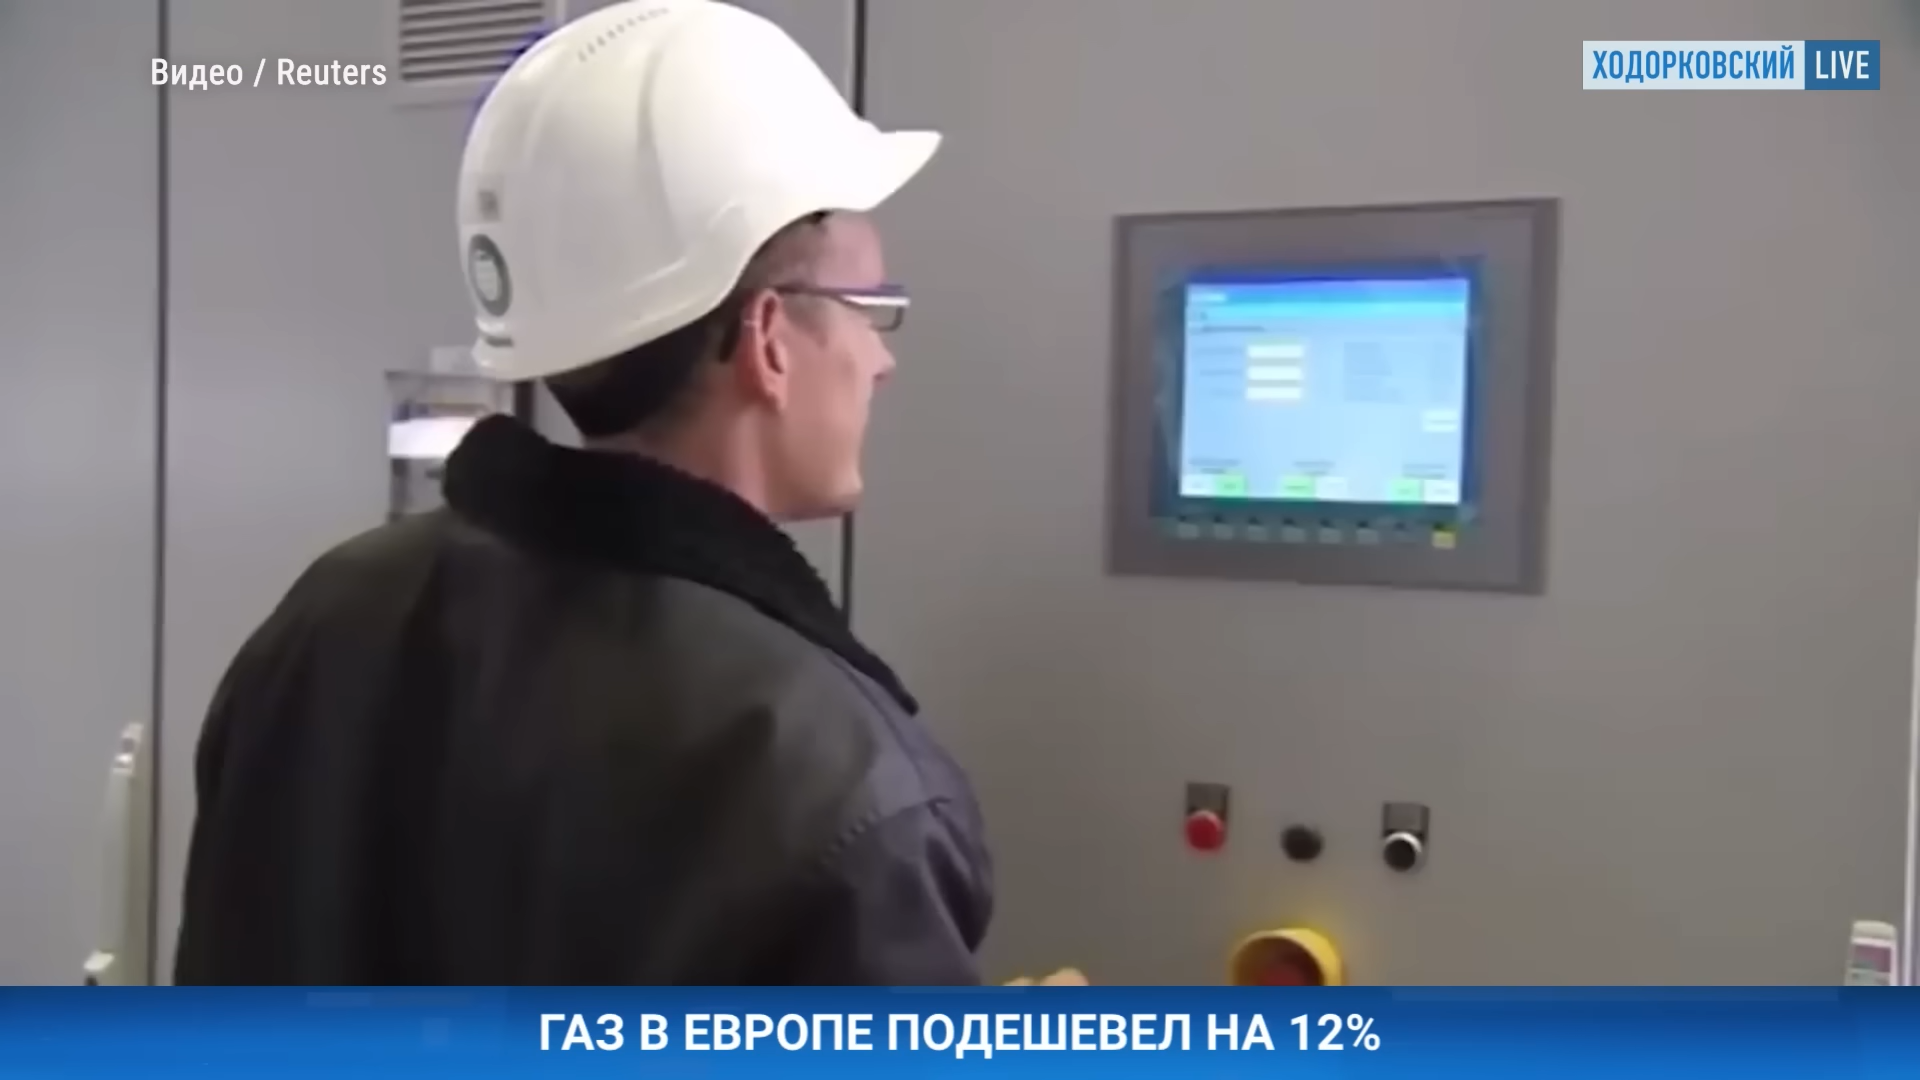 Видео / Reuters
ХОДОРКОВСКИЙ LIVE
ГАЗ В ЕВРОПЕ ПОДЕШЕВЕЛ НА 12%